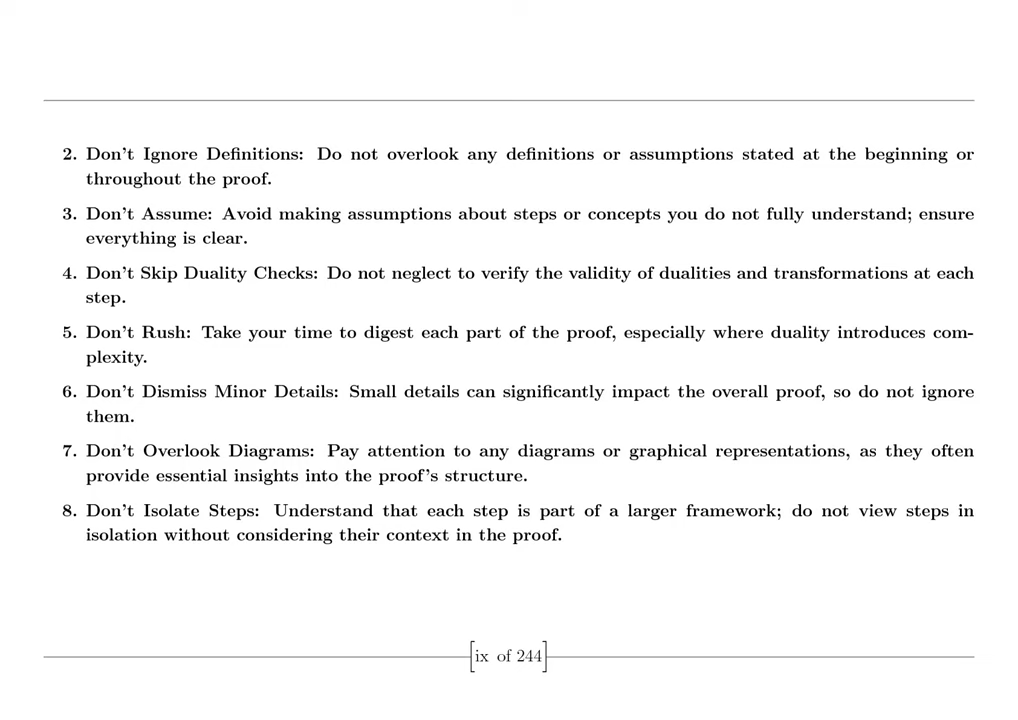 2. Don't Ignore Definitions: Do not overlook any definitions or assumptions stated at the beginning or
throughout the proof.
3. Don't Assume: Avoid making assumptions about steps or concepts you do not fully understand; ensure
everything is clear.
4. Don't Skip Duality Checks: Do not neglect to verify the validity of dualities and transformations at each
step.
5. Don't Rush: Take your time to digest each part of the proof, especially where duality introduces com-
plexity.
6. Don't Dismiss Minor Details: Small details can significantly impact the overall proof, so do not ignore
them.
7. Don't Overlook Diagrams: Pay attention to any diagrams or graphical representations, as they often
provide essential insights into the proof's structure.
8. Don't Isolate Steps: Understand that each step is part of a larger framework; do not view steps in
isolation without considering their context in the proof.
[ix of 244]